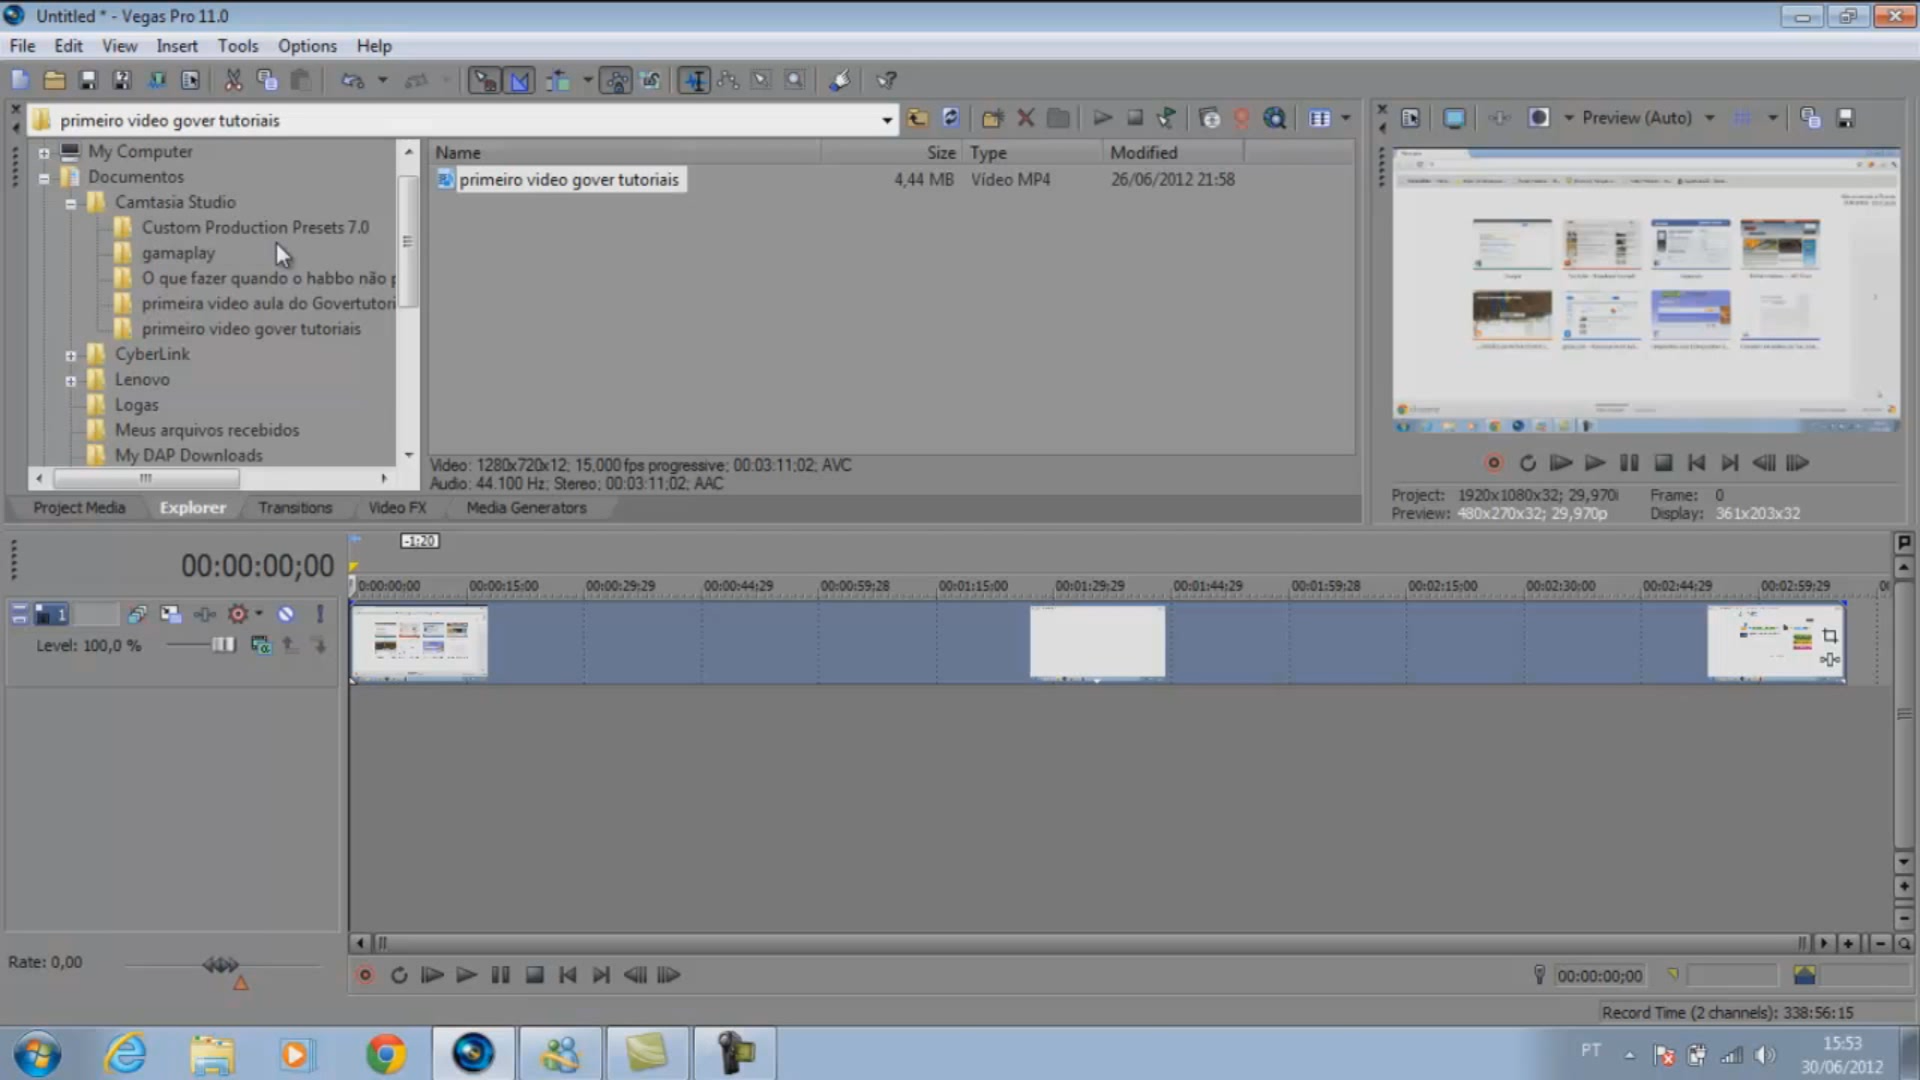 Untitled * - Vegas Pro 11.0
File Edit View Insert Tools Options Help
primeiro video gover tutoriais
Preview (Auto)
My Computer
Documentos
Camtasia Studio
Custom Production Presets 7.0
gamaplay
O que fazer quando o habbo não p
primeira video aula do Govertutori
primeiro video gover tutoriais
CyberLink
Lenovo
Logas
Meus arquivos recebidos
My DAP Downloads
Name Size Type Modified
primeiro video gover tutoriais 4,44 MB Vídeo MP4 26/06/2012 21:58
Video: 1280x720x12; 15,000 fps progressive; 00:03:11;02; AVC
Audio: 44.100 Hz; Stereo; 00:03:11;02; AAC
Project Media Explorer Transitions Video FX Media Generators
Project: 1920x1080x32; 29,970i Frame: 0
Preview: 480x270x32; 29,970p Display: 361x203x32
-1:20
00:00:00;00
0:00:00;00 00:00:15;00 00:00:29;29 00:00:44;29 00:00:59;28 00:01:15;00 00:01:29;29 00:01:44;29 00:01:59;28 00:02:15;00 00:02:30;00 00:02:44;29 00:02:59;29
1
Level: 100,0 %
Rate: 0,00
00:00:00;00
Record Time (2 channels): 338:56:15
PT
15:53
30/06/2012